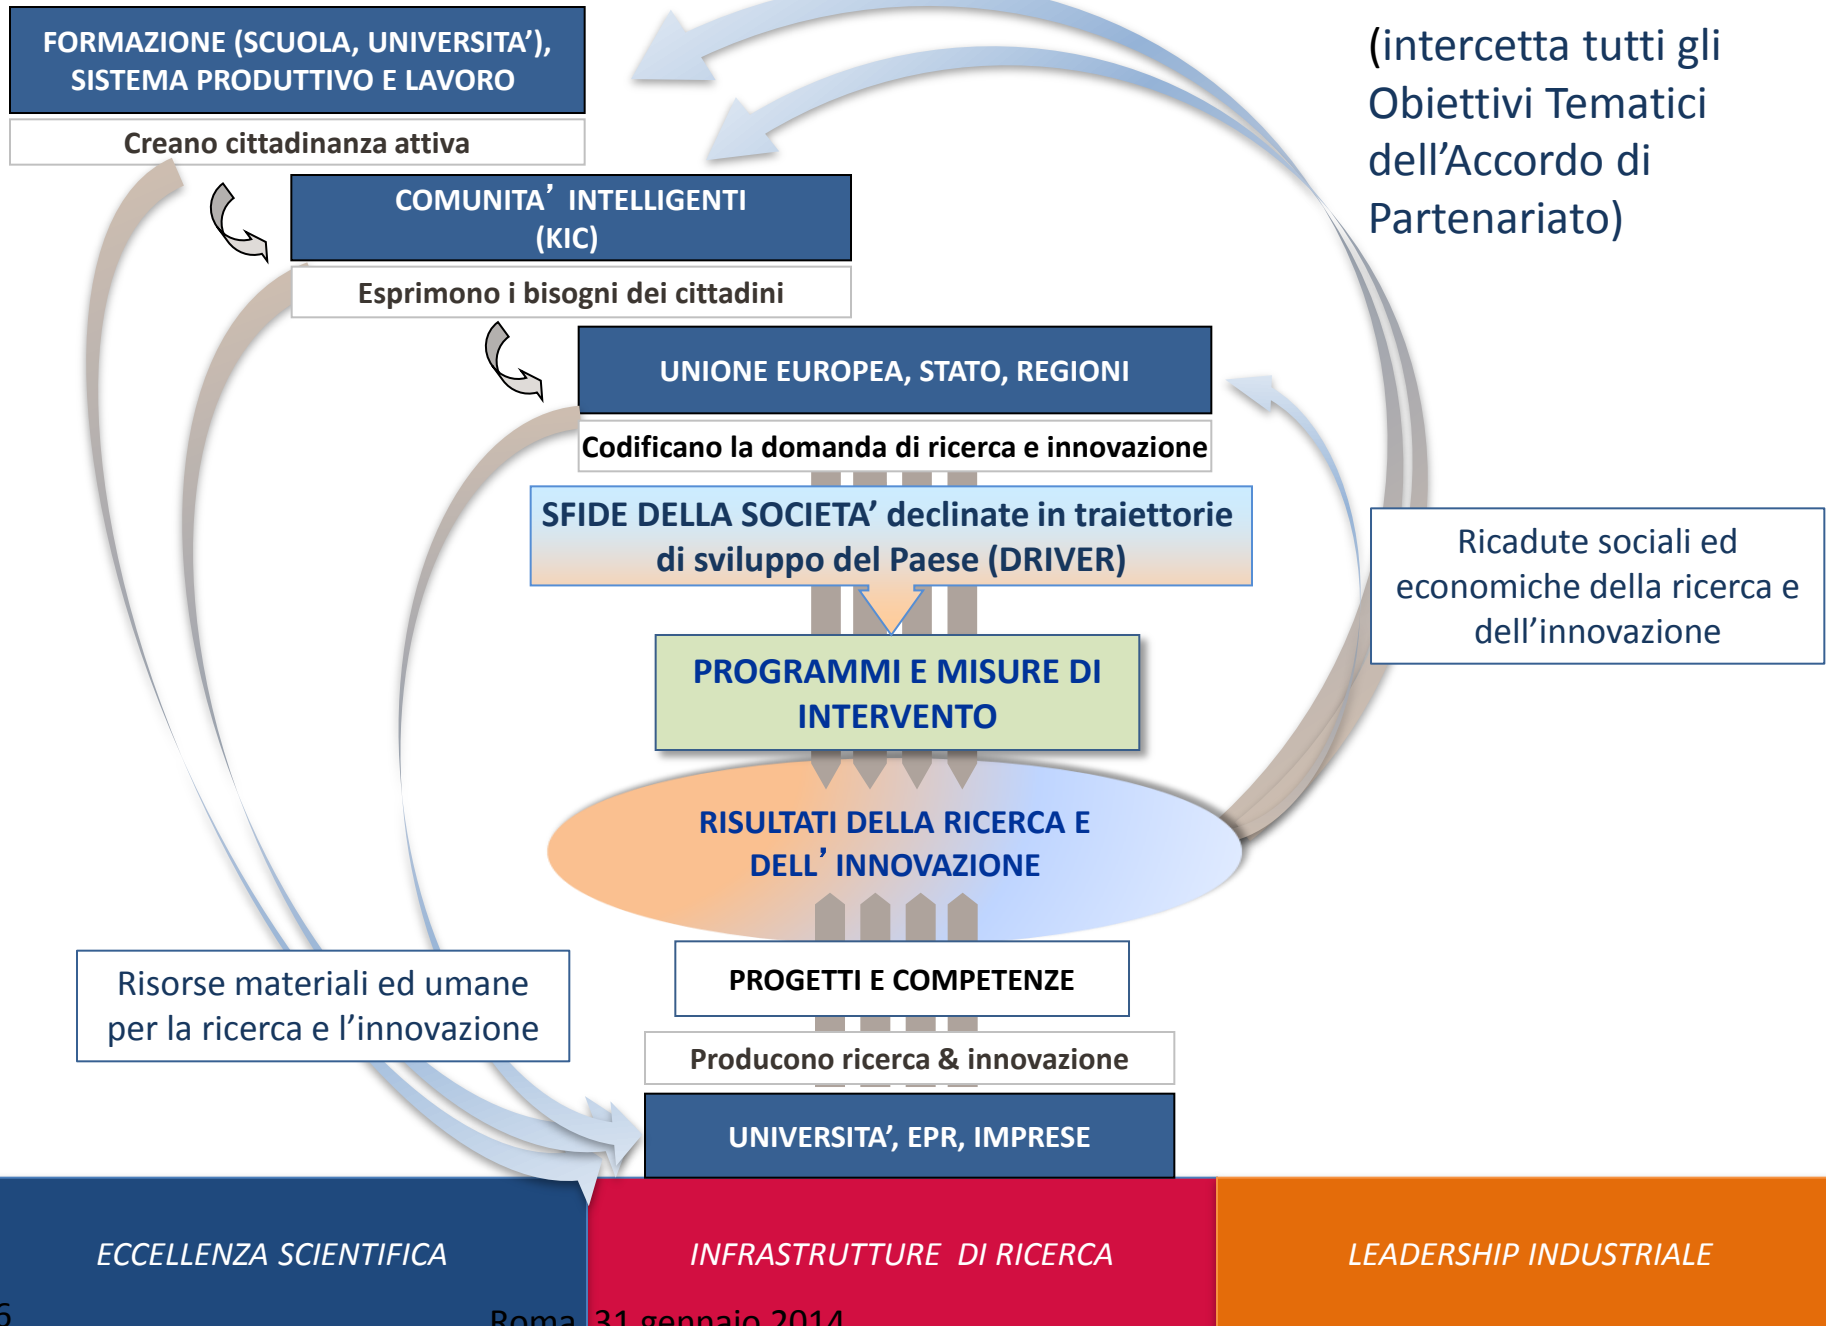 FORMAZIONE (SCUOLA, UNIVERSITA’),
SISTEMA PRODUTTIVO E LAVORO
Creano cittadinanza attiva
(intercetta tutti gli
Obiettivi Tematici
dell’Accordo di
Partenariato)
COMUNITA’ INTELLIGENTI
(KIC)
Esprimono i bisogni dei cittadini
UNIONE EUROPEA, STATO, REGIONI
Codificano la domanda di ricerca e innovazione
SFIDE DELLA SOCIETA’ declinate in traiettorie
di sviluppo del Paese (DRIVER)
Ricadute sociali ed
economiche della ricerca e
dell’innovazione
PROGRAMMI E MISURE DI
INTERVENTO
RISULTATI DELLA RICERCA E
DELL’ INNOVAZIONE
Risorse materiali ed umane
per la ricerca e l’innovazione
PROGETTI E COMPETENZE
Producono ricerca & innovazione
UNIVERSITA’, EPR, IMPRESE
ECCELLENZA SCIENTIFICA
INFRASTRUTTURE DI RICERCA
LEADERSHIP INDUSTRIALE
6
Roma, 31 gennaio 2014